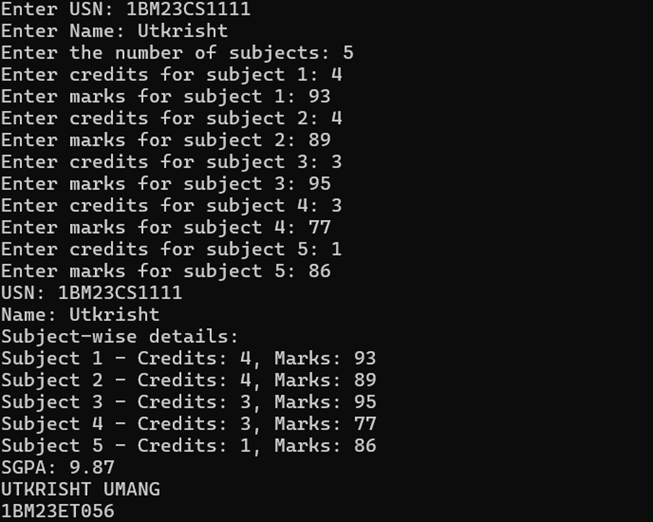 Enter USN: 1BM23CS1111
Enter Name: Utkrisht
Enter the number of subjects: 5
Enter credits for subject 1: 4
Enter marks for subject 1: 93
Enter credits for subject 2: 4
Enter marks for subject 2: 89
Enter credits for subject 3: 3
Enter marks for subject 3: 95
Enter credits for subject 4: 3
Enter marks for subject 4: 77
Enter credits for subject 5: 1
Enter marks for subject 5: 86
USN: 1BM23CS1111
Name: Utkrisht
Subject-wise details:
Subject 1 - Credits: 4, Marks: 93
Subject 2 - Credits: 4, Marks: 89
Subject 3 - Credits: 3, Marks: 95
Subject 4 - Credits: 3, Marks: 77
Subject 5 - Credits: 1, Marks: 86
SGPA: 9.87
UTKRISHT UMANG
1BM23ET056